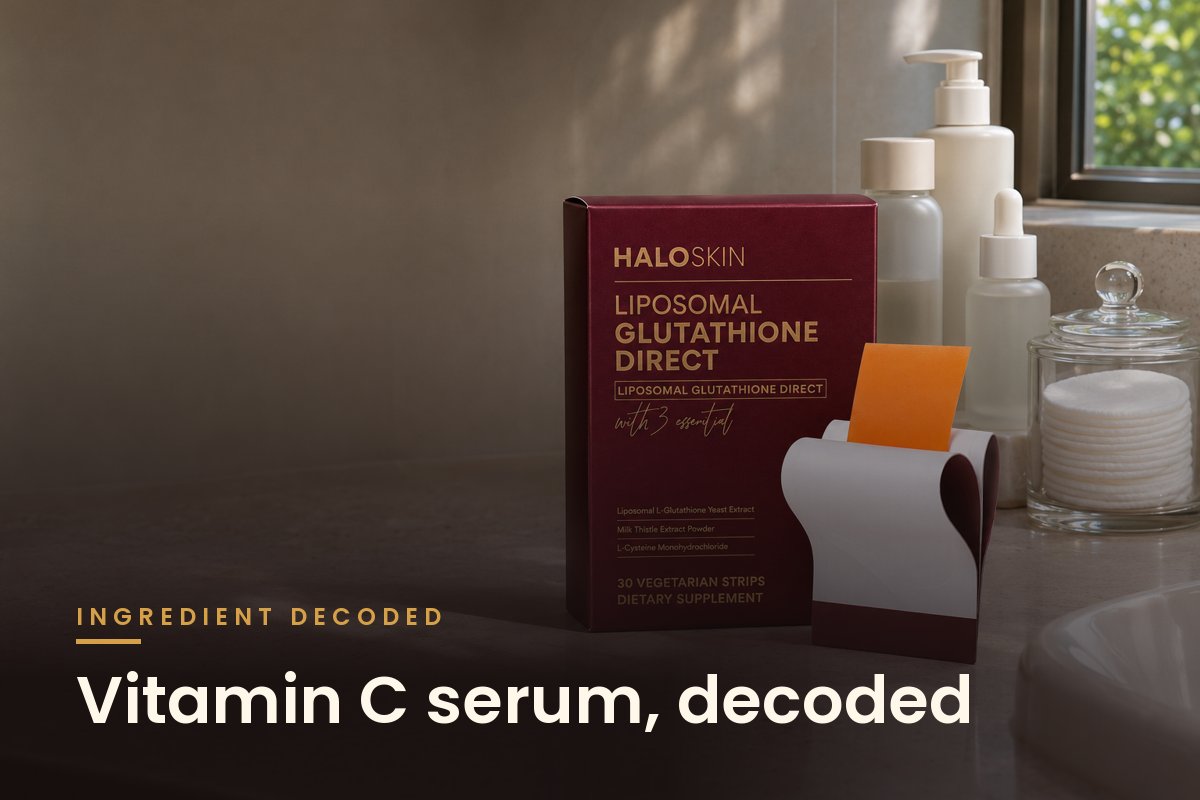 HALOSKIN
LIPOSOMAL
GLUTATHIONE
DIRECT
LIPOSOMAL GLUTATHIONE DIRECT
with 3 essential
Liposomal L-Glutathione Yeast Extract
Milk Thistle Extract Powder
L-Cysteine Monohydrochloride
30 VEGETARIAN STRIPS
DIETARY SUPPLEMENT
INGREDIENT DECODED
Vitamin C serum, decoded